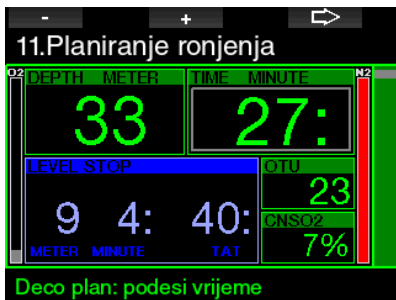 - +
11.Planiranje ronjenja
O2 DEPTH METER TIME MINUTE N2
33 27:
LEVEL STOP OTU
23
9 4: 40:
CNSO2
7%
METER MINUTE TAT
Deco plan: podesi vrijeme